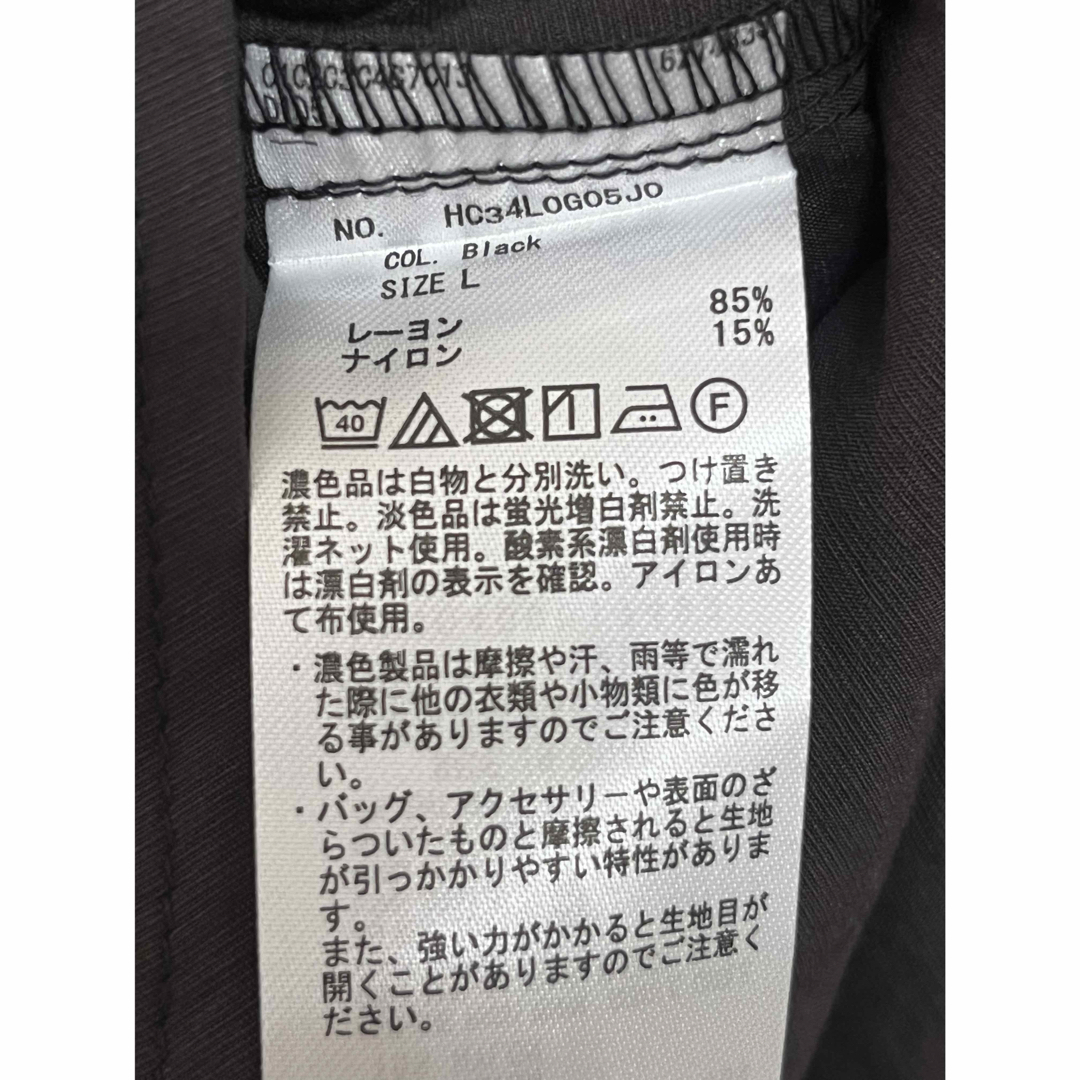 NO. HC34L0G05J0
COL. Black
SIZE L
レーヨン 85%
ナイロン 15%
40 F
濃色品は白物と分別洗い。つけ置き
禁止。淡色品は蛍光増白剤禁止。洗
濯ネット使用。酸素系漂白剤使用時
は漂白剤の表示を確認。アイロンあ
て布使用。
・濃色製品は摩擦や汗、雨等で濡れ
た際に他の衣類や小物類に色が移
る事がありますのでご注意くださ
い。
・バッグ、アクセサリーや表面のざ
らついたものと摩擦されると生地
が引っかかりやすい特性がありま
す。
また、強い力がかかると生地目が
開くことがありますのでご注意く
ださい。